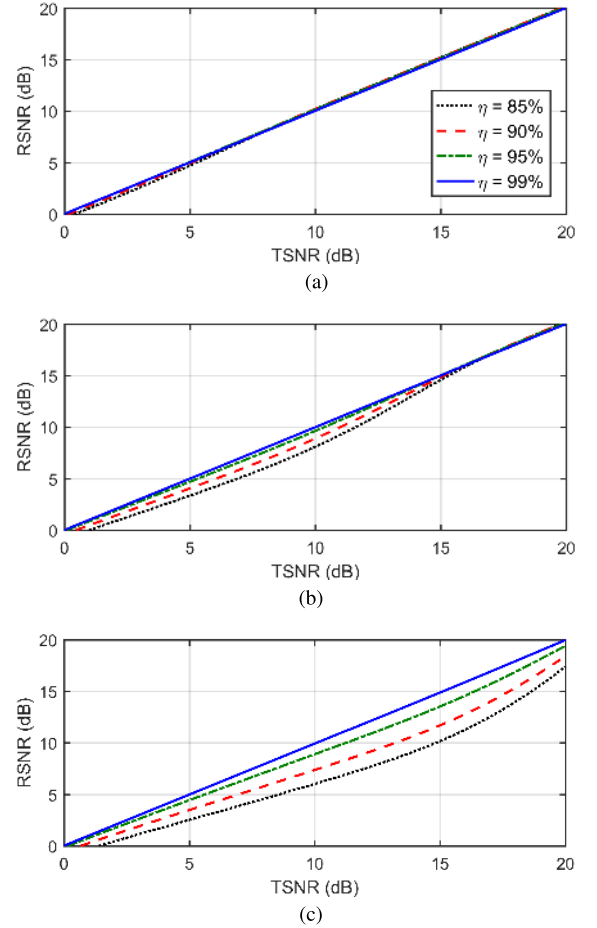 20
15
10
5
0
RSNR (dB)
η = 85%
η = 90%
η = 95%
η = 99%
0 5 10 15 20
TSNR (dB)
(a)
20
15
10
5
0
RSNR (dB)
0 5 10 15 20
TSNR (dB)
(b)
20
15
10
5
0
RSNR (dB)
0 5 10 15 20
TSNR (dB)
(c)